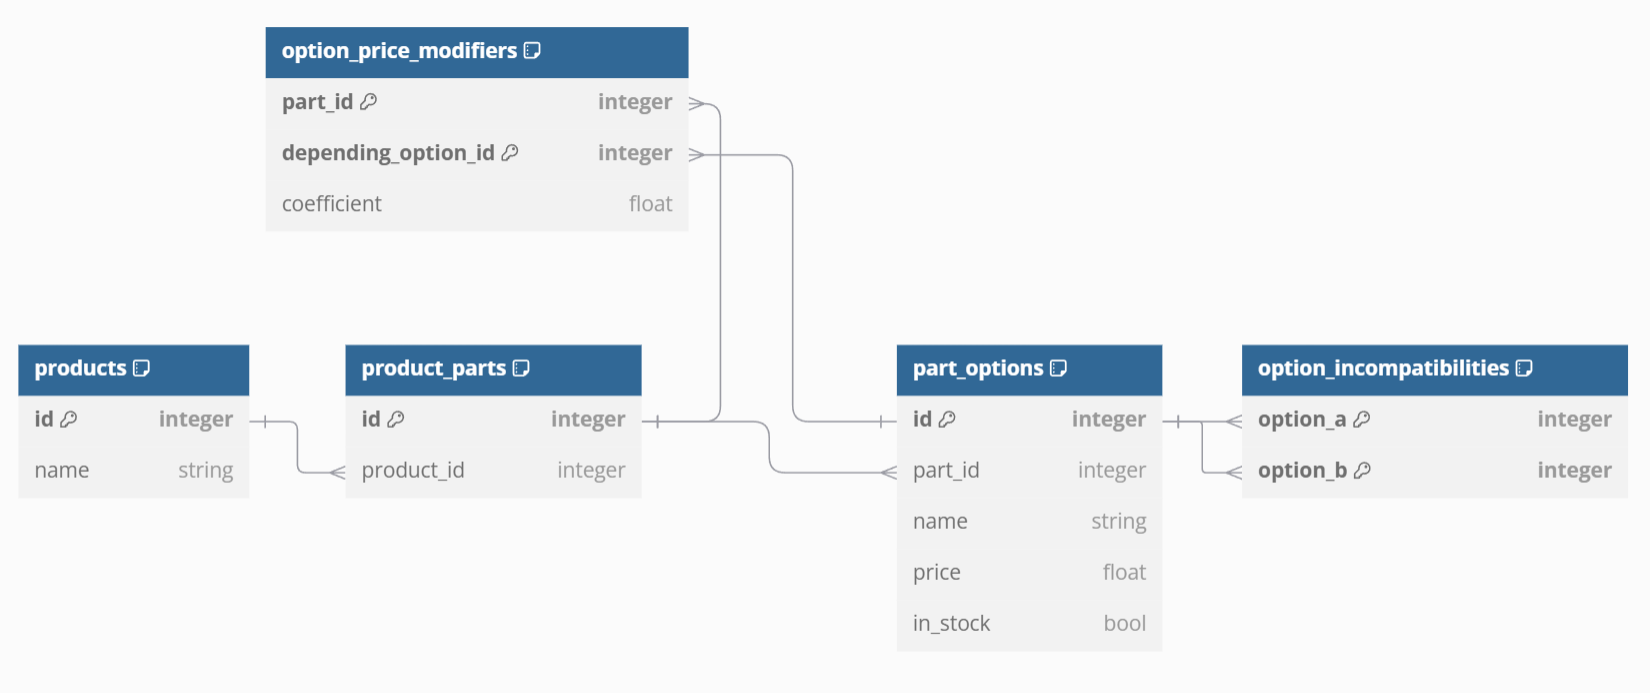 option_price_modifiers
part_id integer
depending_option_id integer
coefficient float
products
id integer
name string
product_parts
id integer
product_id integer
part_options
id integer
part_id integer
name string
price float
in_stock bool
option_incompatibilities
option_a integer
option_b integer